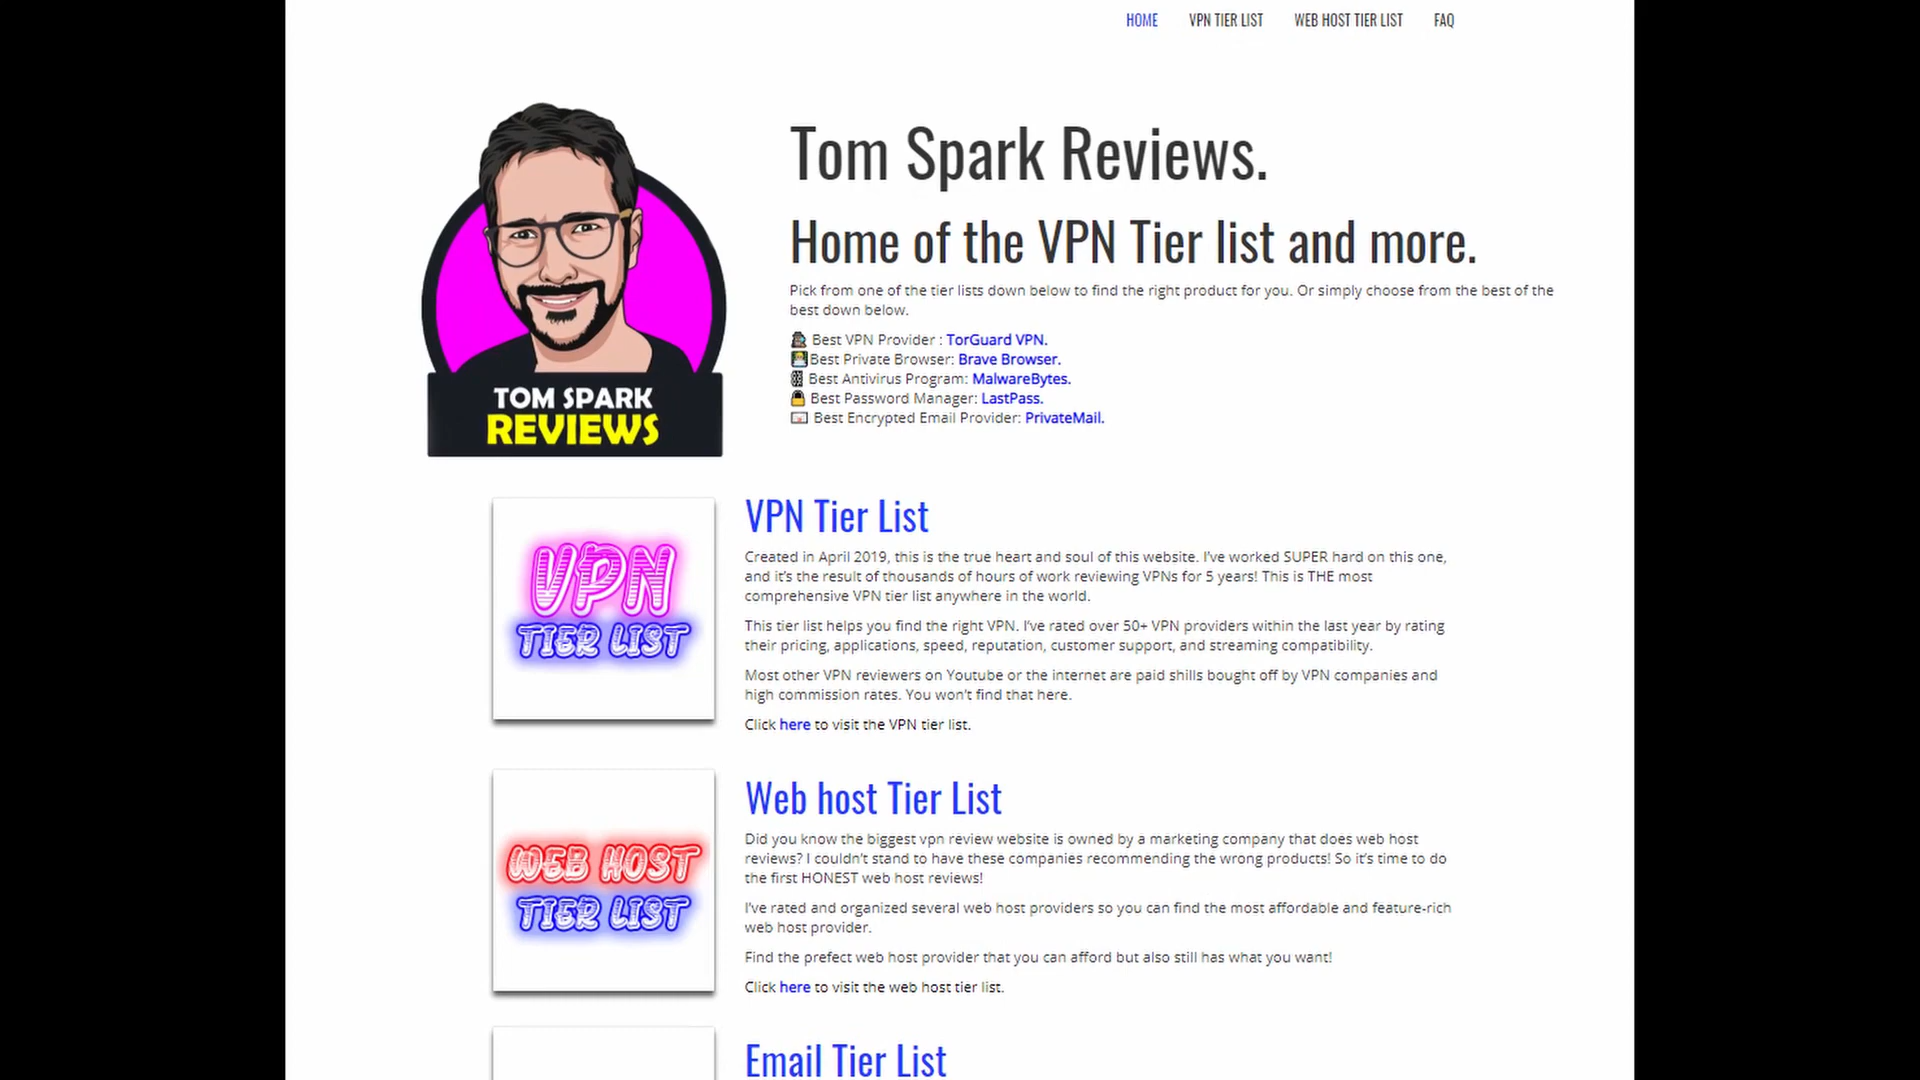 HOME VPN TIER LIST WEB HOST TIER LIST FAQ
Tom Spark Reviews.
Home of the VPN Tier list and more.
Pick from one of the tier lists down below to find the right product for you. Or simply choose from the best of the
best down below.
Best VPN Provider : TorGuard VPN.
Best Private Browser: Brave Browser.
Best Antivirus Program: MalwareBytes.
Best Password Manager: LastPass.
Best Encrypted Email Provider: PrivateMail.
TOM SPARK
REVIEWS
VPN
TIER LIST
VPN Tier List
Created in April 2019, this is the true heart and soul of this website. I've worked SUPER hard on this one,
and it's the result of thousands of hours of work reviewing VPNs for 5 years! This is THE most
comprehensive VPN tier list anywhere in the world.
This tier list helps you find the right VPN. I've rated over 50+ VPN providers within the last year by rating
their pricing, applications, speed, reputation, customer support, and streaming compatibility.
Most other VPN reviewers on Youtube or the internet are paid shills bought off by VPN companies and
high commission rates. You won't find that here.
Click here to visit the VPN tier list.
WEB HOST
TIER LIST
Web host Tier List
Did you know the biggest vpn review website is owned by a marketing company that does web host
reviews? I couldn't stand to have these companies recommending the wrong products! So it's time to do
the first HONEST web host reviews!
I've rated and organized several web host providers so you can find the most affordable and feature-rich
web host provider.
Find the prefect web host provider that you can afford but also still has what you want!
Click here to visit the web host tier list.
Email Tier List